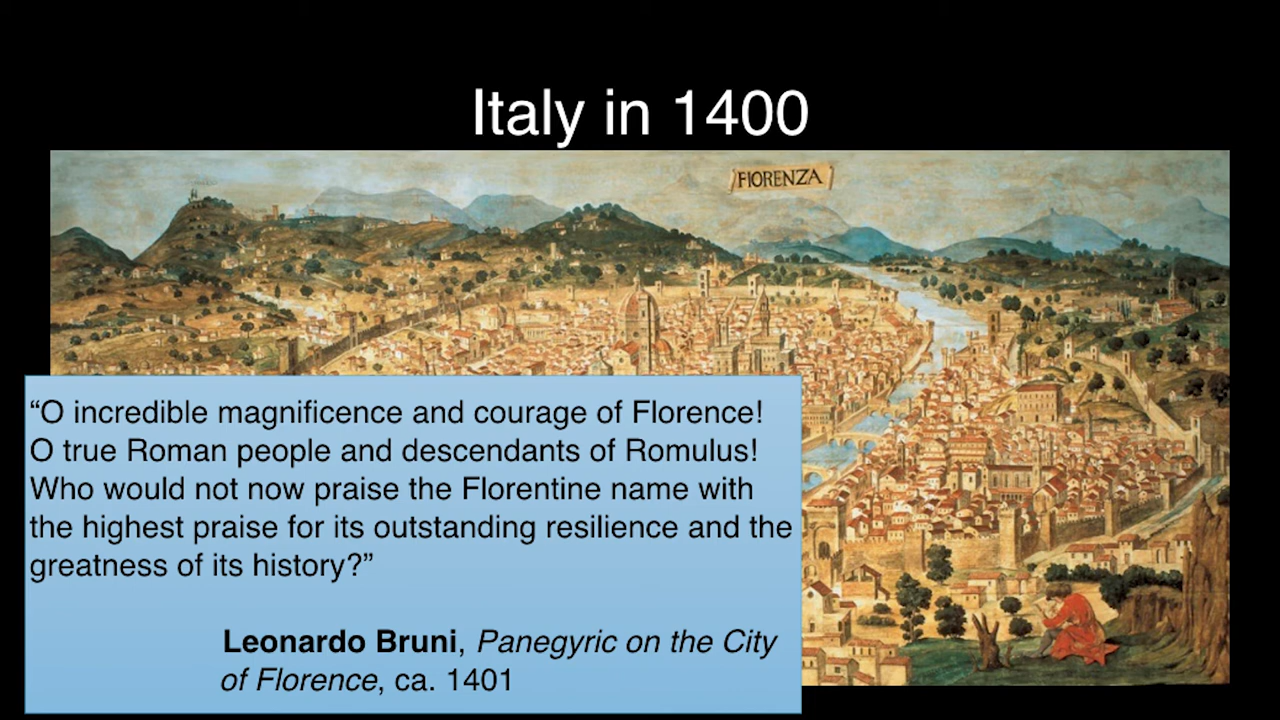 Italy in 1400
FIORENZA
“O incredible magnificence and courage of Florence!
O true Roman people and descendants of Romulus!
Who would not now praise the Florentine name with
the highest praise for its outstanding resilience and the
greatness of its history?”
Leonardo Bruni, Panegyric on the City
of Florence, ca. 1401